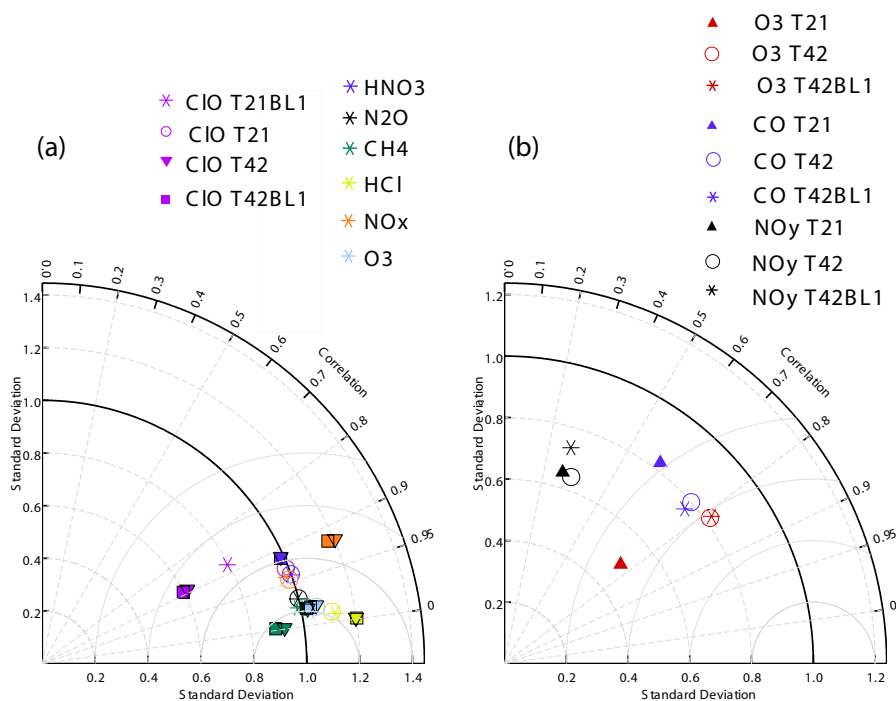 (a)
ClO T21BL1
ClO T21
ClO T42
ClO T42BL1
HNO3
N2O
CH4
HCl
NOx
O3
0.0
0.1
0.2
0.3
0.4
0.5
0.6
0.7
0.8
0.9
0.95
0
Correlation
1.4
1.2
1.0
0.8
0.6
0.4
0.2
Standard Deviation
0.2
0.4
0.6
0.8
1.0
1.2
1.4
Standard Deviation
(b)
O3 T21
O3 T42
O3 T42BL1
CO T21
CO T42
CO T42BL1
NOy T21
NOy T42
NOy T42BL1
0.0
0.1
0.2
0.3
0.4
0.5
0.6
0.7
0.8
0.9
0.95
0
Correlation
1.2
1.0
0.8
0.6
0.4
0.2
Standard Deviation
0.2
0.4
0.6
0.8
1.0
1.2
Standard Deviation